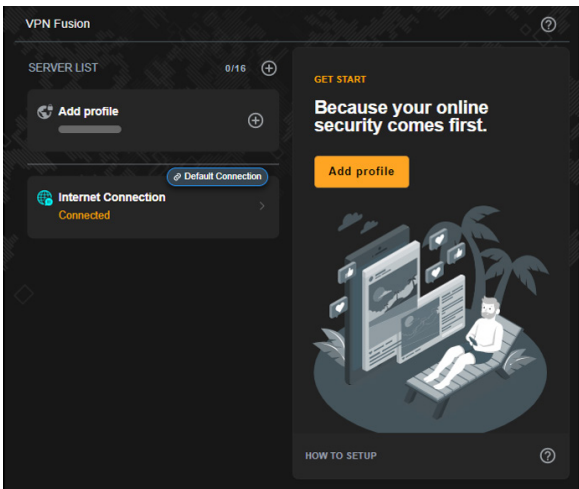 VPN Fusion
SERVER LIST 0/16
Add profile
Default Connection
Internet Connection
Connected
GET START
Because your online
security comes first.
Add profile
HOW TO SETUP